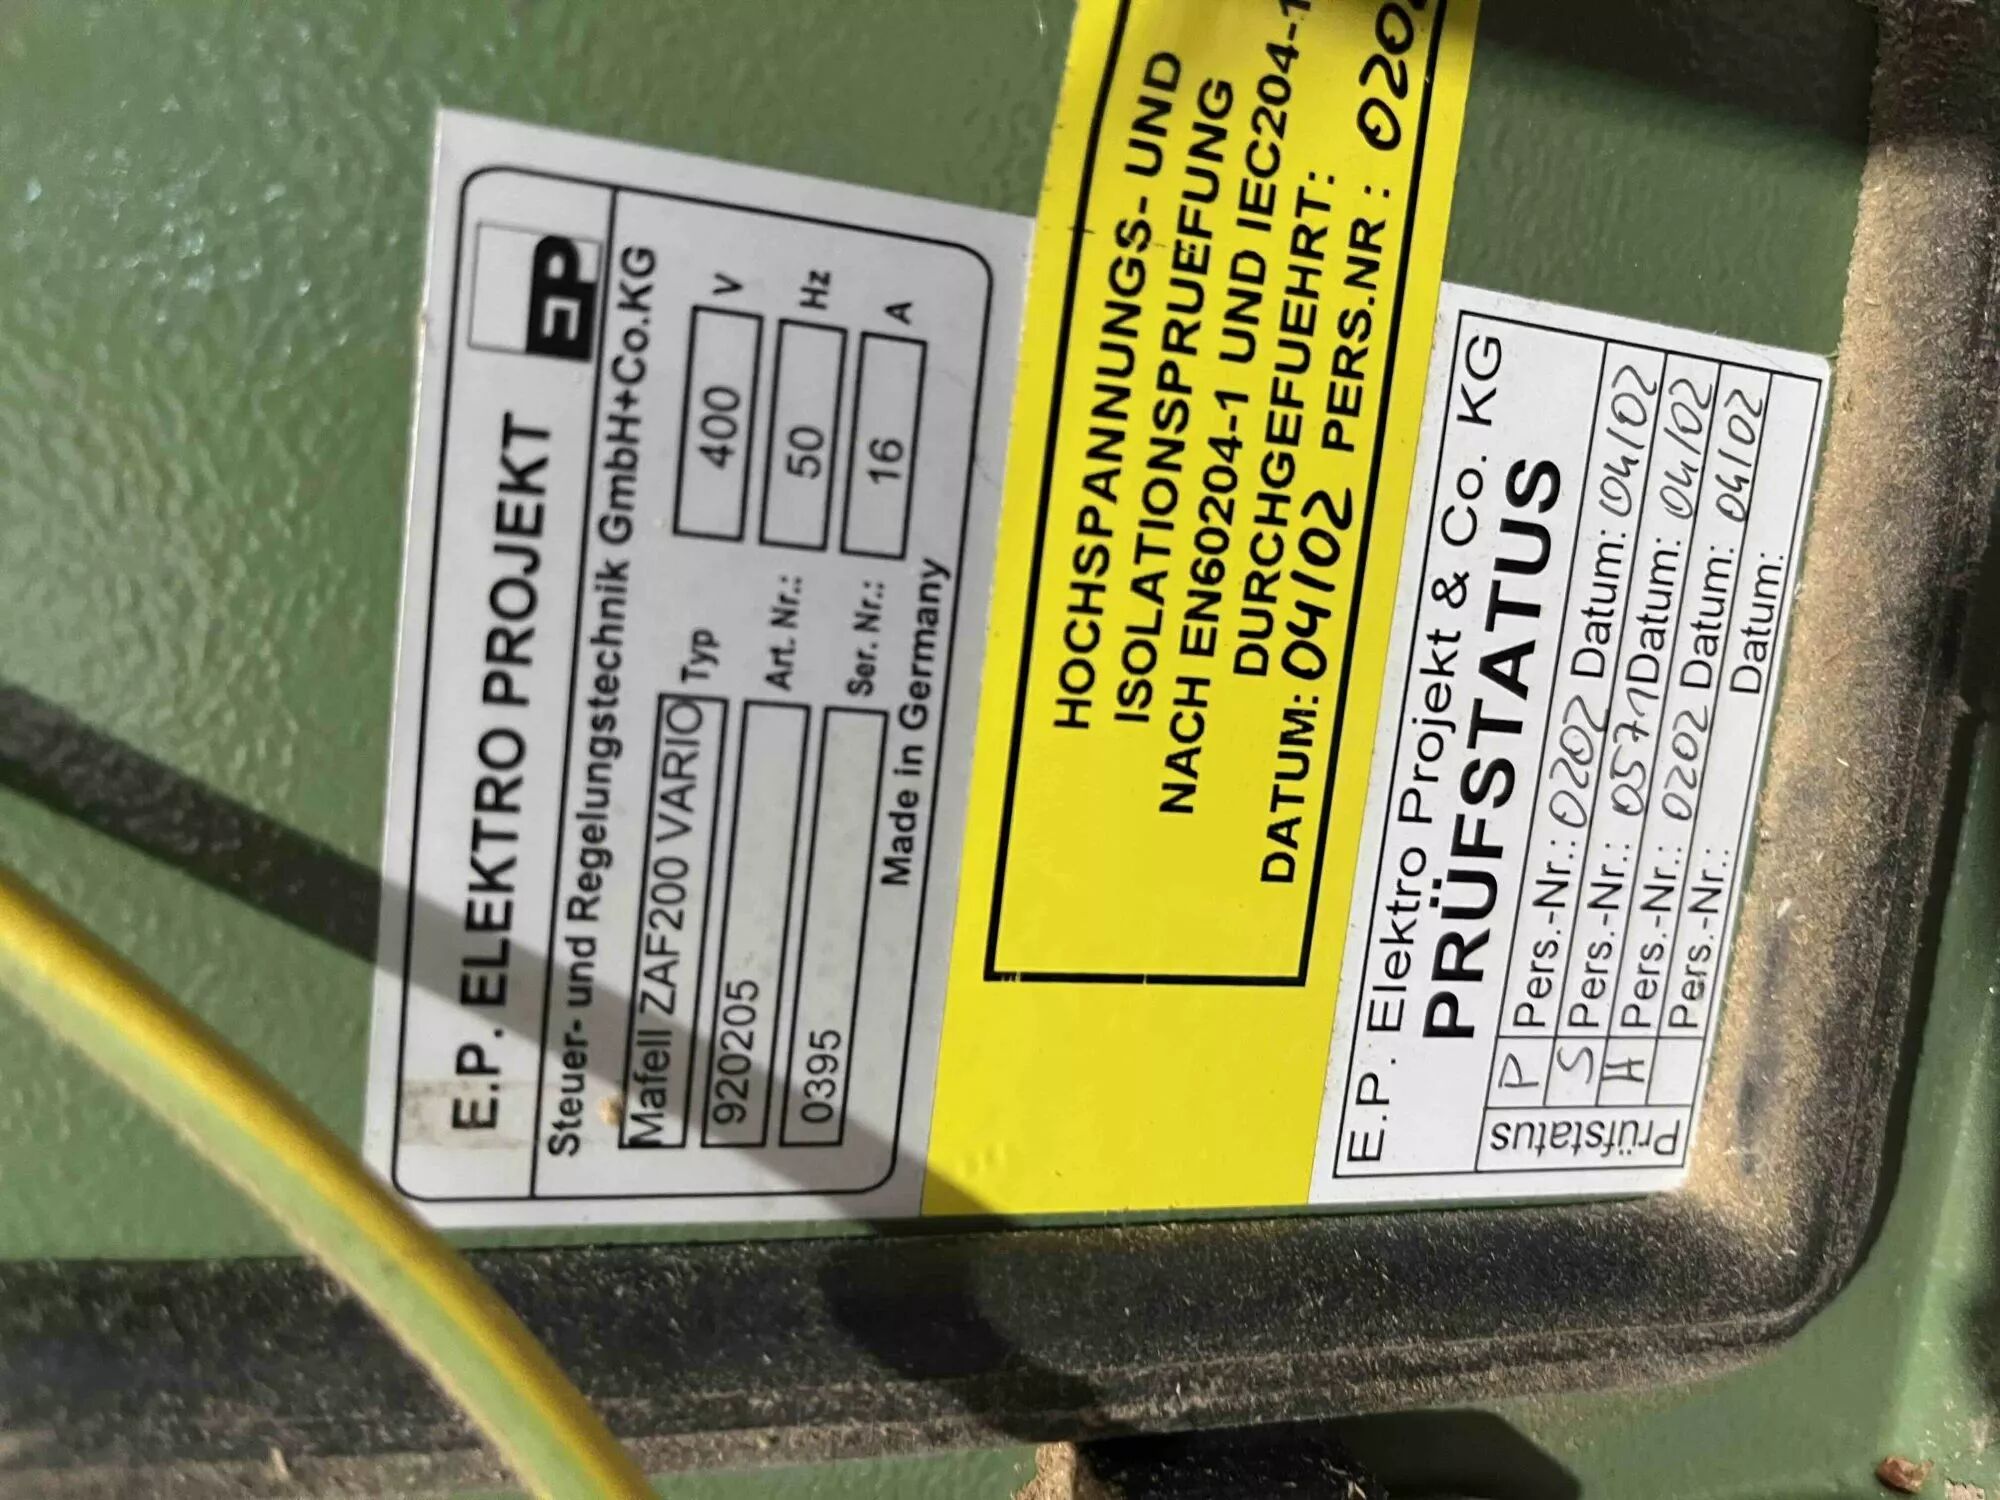 E.P. ELEKTRO PROJEKT EP
Steuer- und Regelungstechnik GmbH+Co.KG
Mafell ZAF200 VARIO Typ 400 V
920205 Art. Nr.: 50 Hz
0395 Ser. Nr.: 16 A
Made in Germany
HOCHSPANNUNGS- UND
ISOLATIONSPRUEFUNG
NACH EN60204-1 UND IEC204-1
DURCHGEFUEHRT:
DATUM: 04/02 PERS.NR:
E.P. Elektro Projekt & Co. KG
PRÜFSTATUS
Prüfstatus
P Pers.-Nr.: 0202 Datum: 04/02
S Pers.-Nr.: 0571 Datum: 04/02
H Pers.-Nr.: 0202 Datum: 04/02
Pers.-Nr.: Datum: